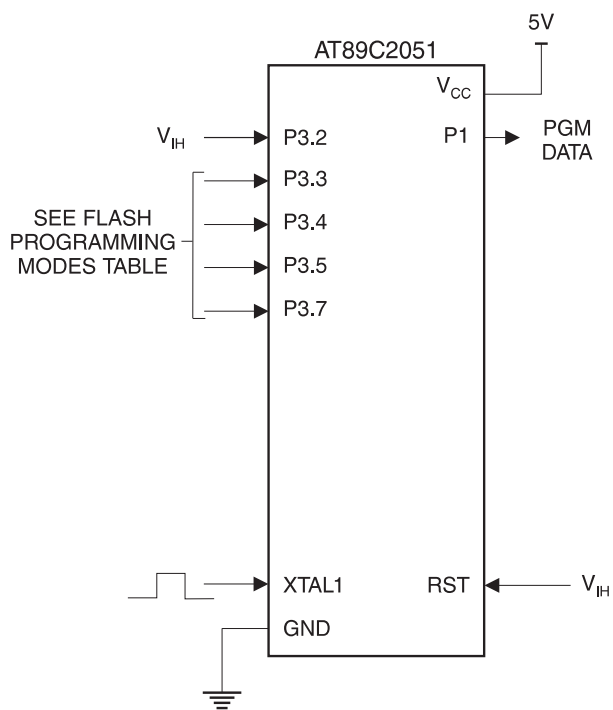 5V
AT89C2051
VCC
VIH
P3.2
P1
PGM
DATA
P3.3
SEE FLASH
PROGRAMMING
MODES TABLE
P3.4
P3.5
P3.7
XTAL1
RST
VIH
GND